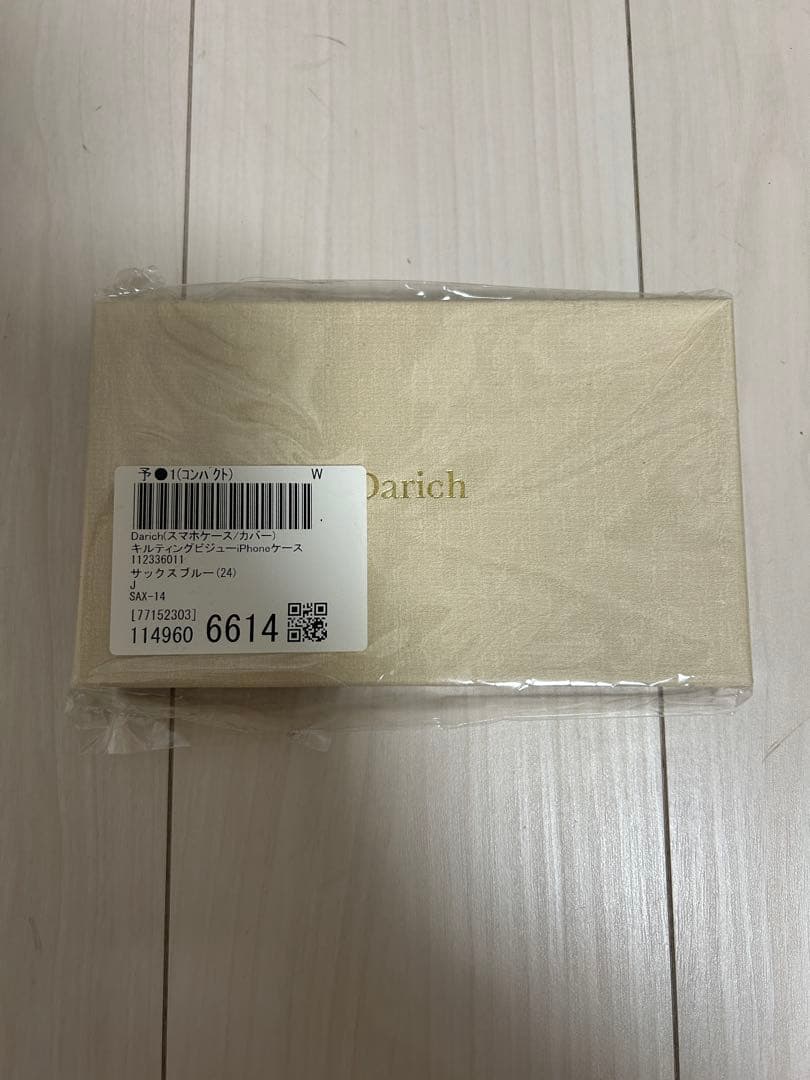 Darich
予●1(コンパクト) W
Darich(スマホケース/カバー)
キルティングビジューiPhoneケース
112336011
サックスブルー(24)
J
SAX-14
[77152303]
114960 6614